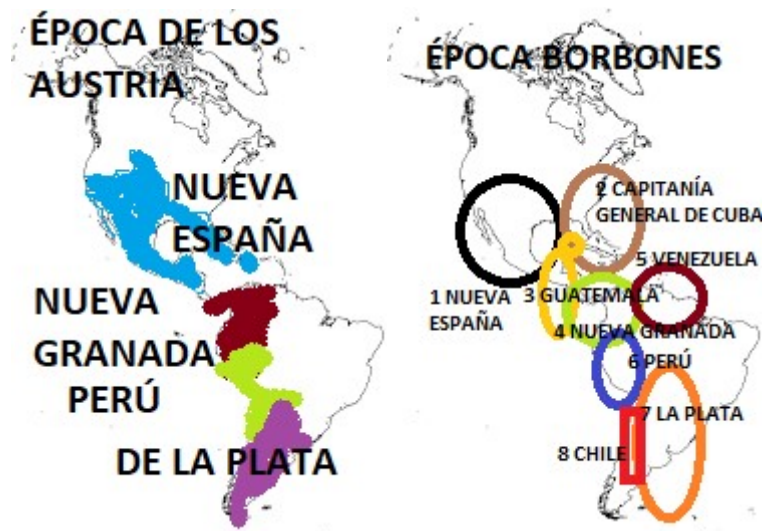 ÉPOCA DE LOS
AUSTRIA
NUEVA
ESPAÑA
NUEVA
GRANADA
PERÚ
DE LA PLATA
ÉPOCA BORBONES
2 CAPITANÍA
GENERAL DE CUBA
5 VENEZUELA
1 NUEVA
ESPAÑA
3 GUATEMALA
4 NUEVA GRANADA
6 PERÚ
7 LA PLATA
8 CHILE